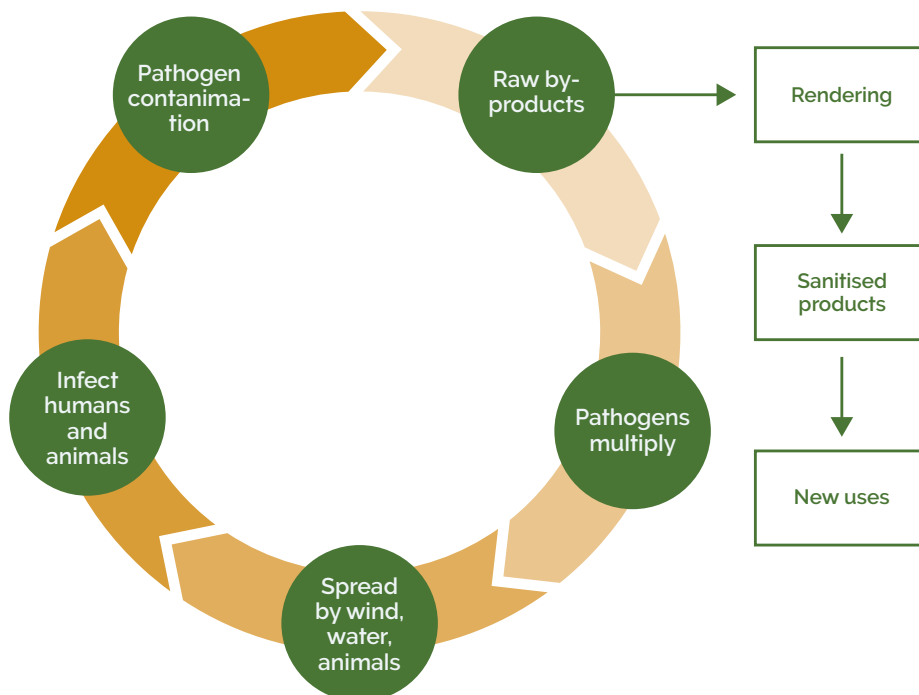 Pathogen
contanima-
tion
Raw by-
products
Rendering
Sanitised
products
New uses
Pathogens
multiply
Spread
by wind,
water,
animals
Infect
humans
and
animals